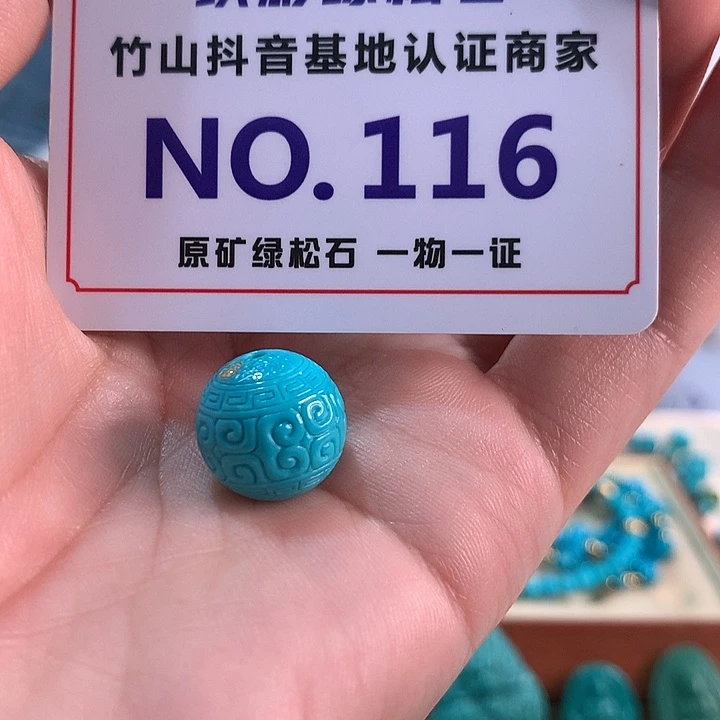 竹山抖音基地认证商家
NO.116
原矿绿松石 一物一证